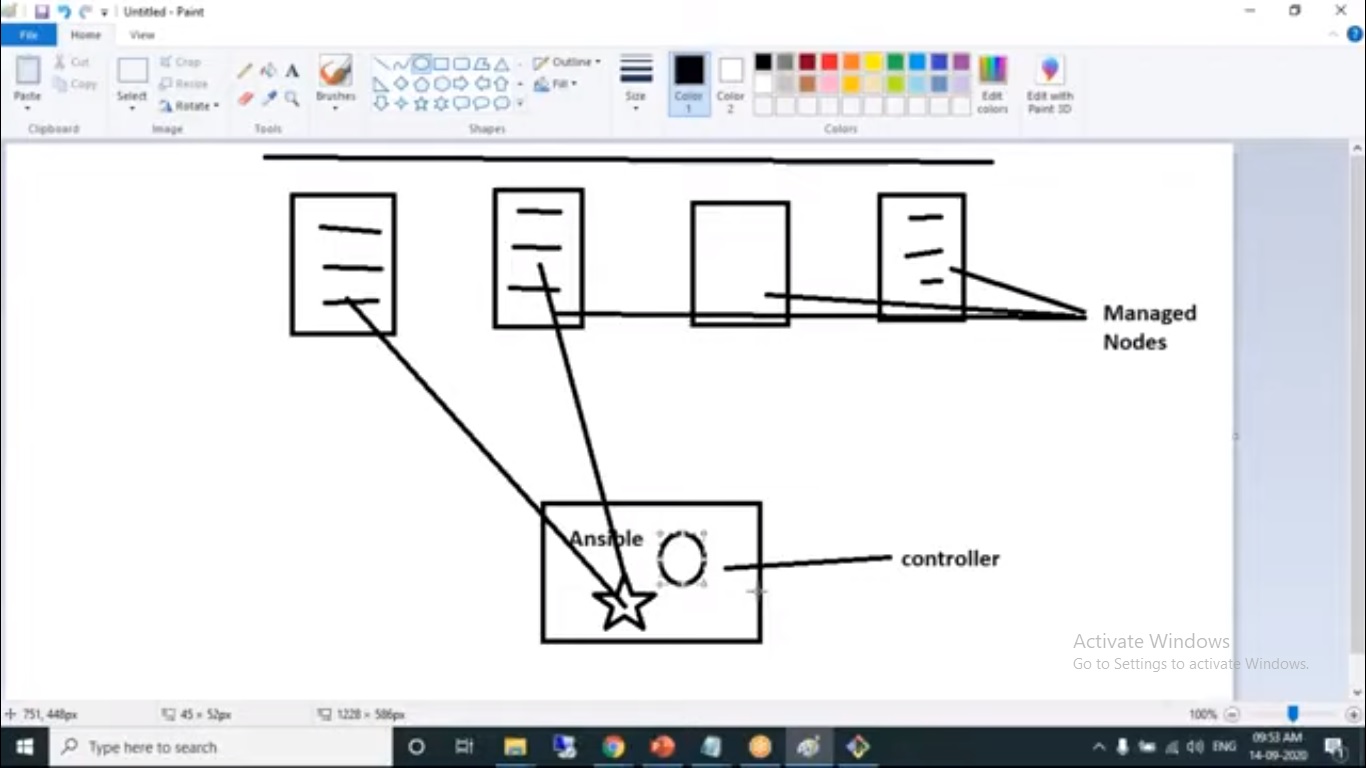 Untitled - Paint
File Home View
Cut
Copy
Paste
Crop
Resize
Rotate
Select
Brushes
Outline
Fill
Size
Color
1
Color
2
Edit
colors
Edit with
Paint 3D
Clipboard Image Tools Shapes Colors
Managed
Nodes
Ansible
controller
Activate Windows
Go to Settings to activate Windows.
751, 448px 45 × 52px 1228 × 586px 100%
Type here to search
ENG
09:53 AM
14-09-2020